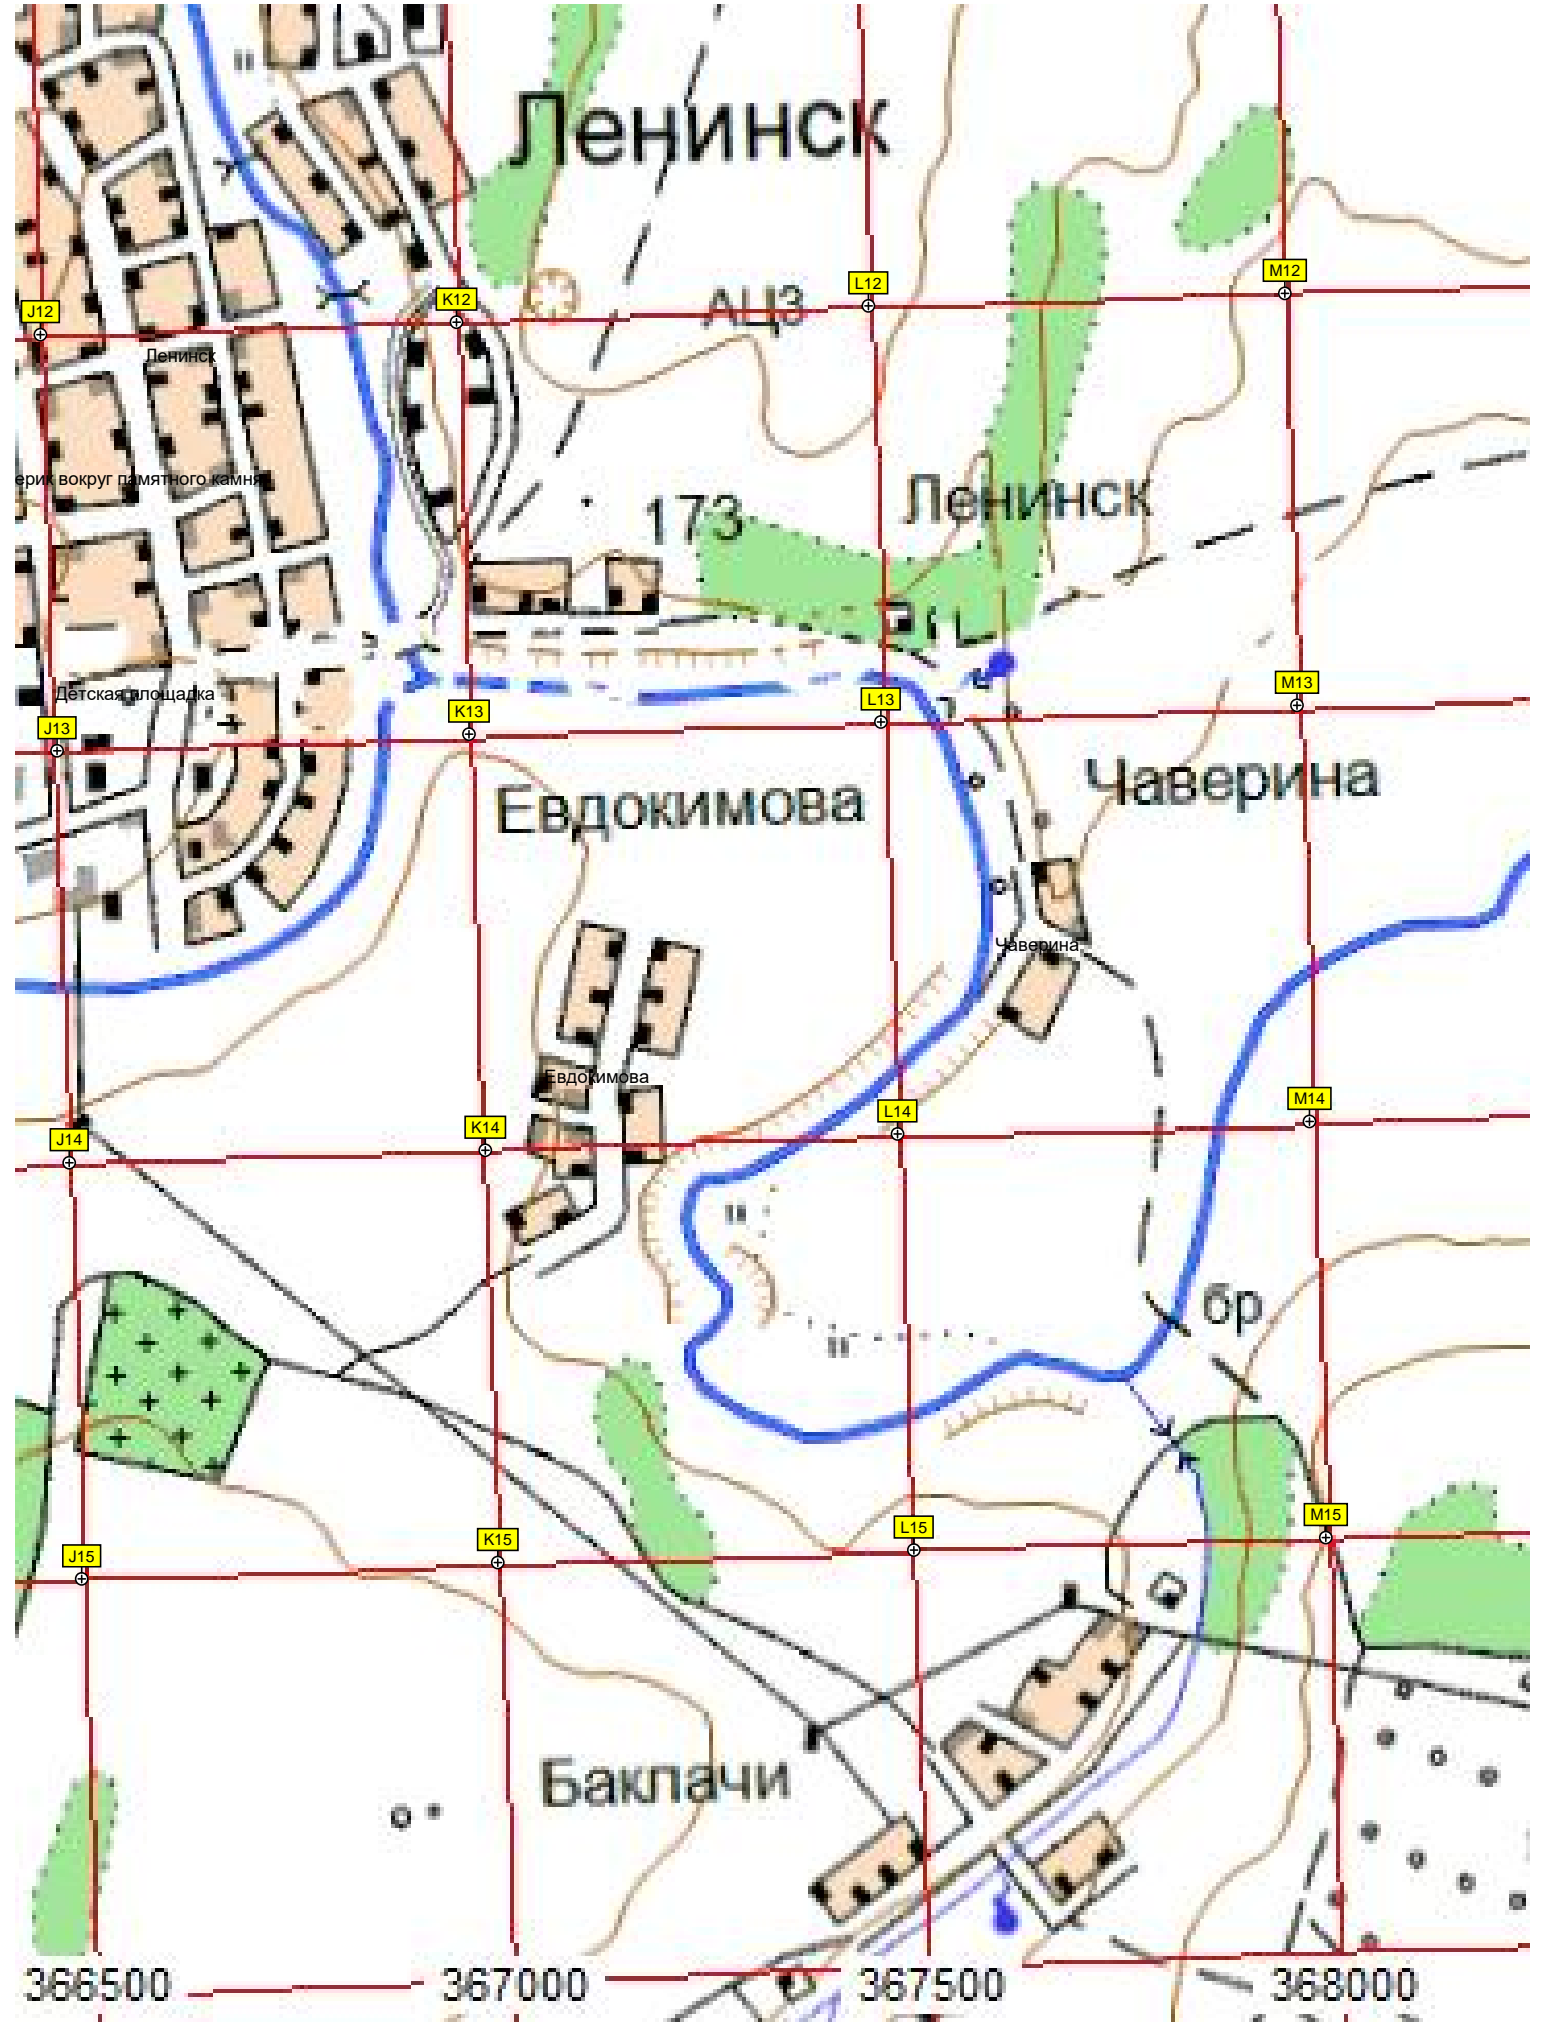 Ленинск
M12
L12
АЦЗ
K12
J12
Ленинск
ерик вокруг памятного камня
Ленинск
173
Детская площадка
M13
L13
K13
J13
Чаверина
Евдокимова
Чаверина
Евдокимова
M14
L14
K14
J14
бр
M15
L15
K15
J15
Баклачи
366500 367000 367500 368000